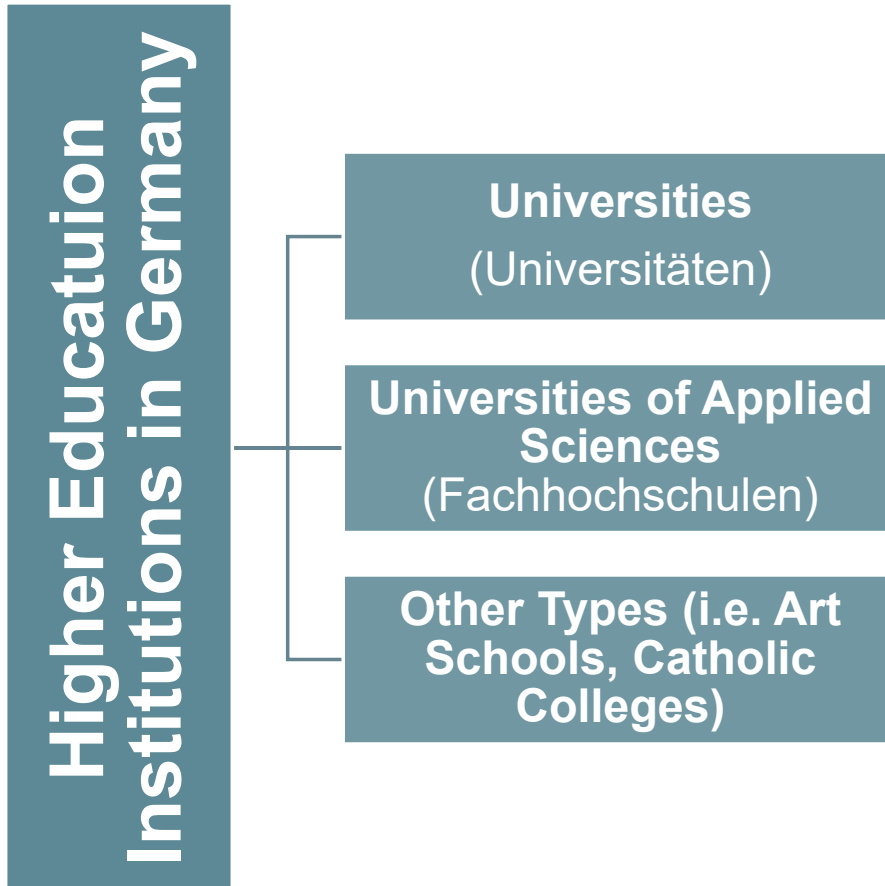 Higher Educatuion
Institutions in Germany
Universities
(Universitäten)
Universities of Applied
Sciences
(Fachhochschulen)
Other Types (i.e. Art
Schools, Catholic
Colleges)